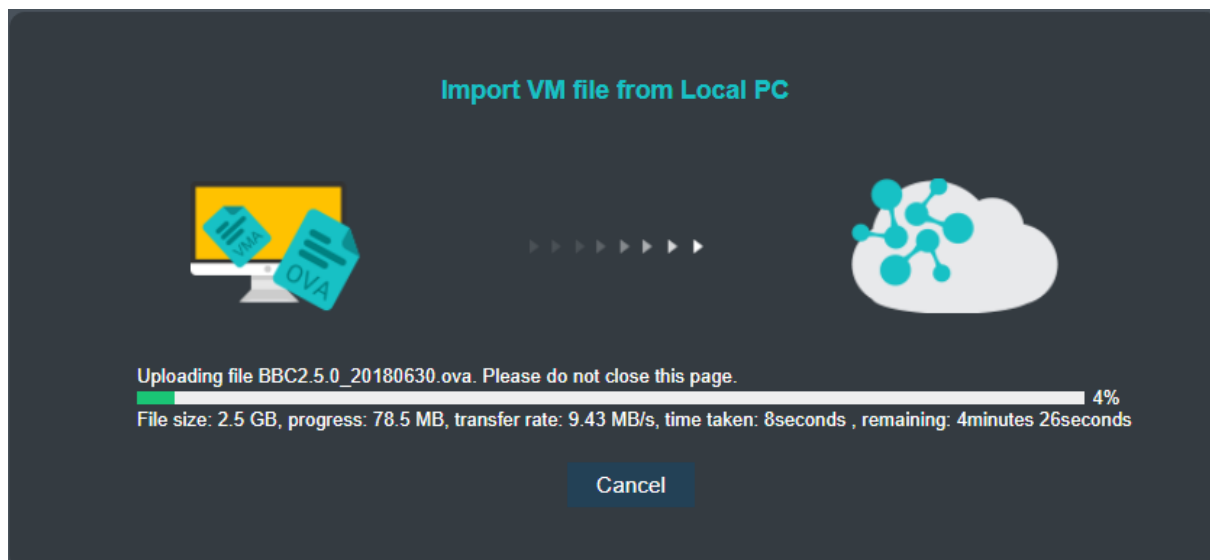 Import VM file from Local PC
VMA
OVA
Uploading file BBC2.5.0_20180630.ova. Please do not close this page.
4%
File size: 2.5 GB, progress: 78.5 MB, transfer rate: 9.43 MB/s, time taken: 8seconds , remaining: 4minutes 26seconds
Cancel